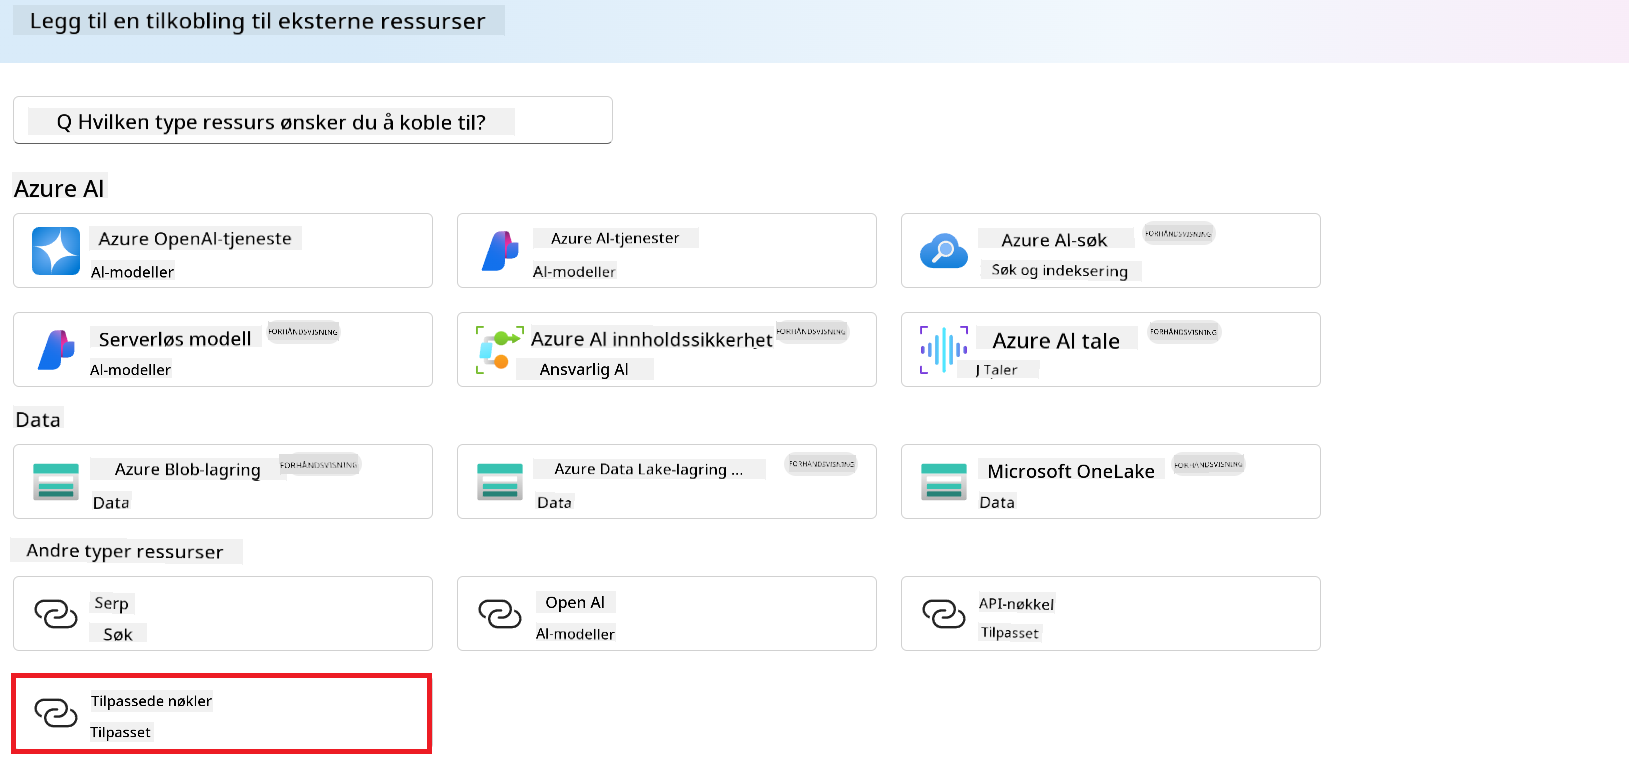 Legg til en tilkobling til eksterne ressurser
Q Hvilken type ressurs ønsker du å koble til?
Azure AI
Azure OpenAI-tjeneste
AI-modeller
Azure AI-tjenester
AI-modeller
Azure AI-søk
FORHÅNDSVISNING
Søk og indeksering
Serverløs modell
FORHÅNDSVISNING
AI-modeller
Azure AI innholdssikkerhet
FORHÅNDSVISNING
Ansvarlig AI
Azure AI tale
FORHÅNDSVISNING
Taler
Data
Azure Blob-lagring
FORHÅNDSVISNING
Data
Azure Data Lake-lagring ...
FORHÅNDSVISNING
Data
Microsoft OneLake
FORHÅNDSVISNING
Data
Andre typer ressurser
Serp
Søk
Open AI
AI-modeller
API-nøkkel
Tilpasset
Tilpassede nøkler
Tilpasset